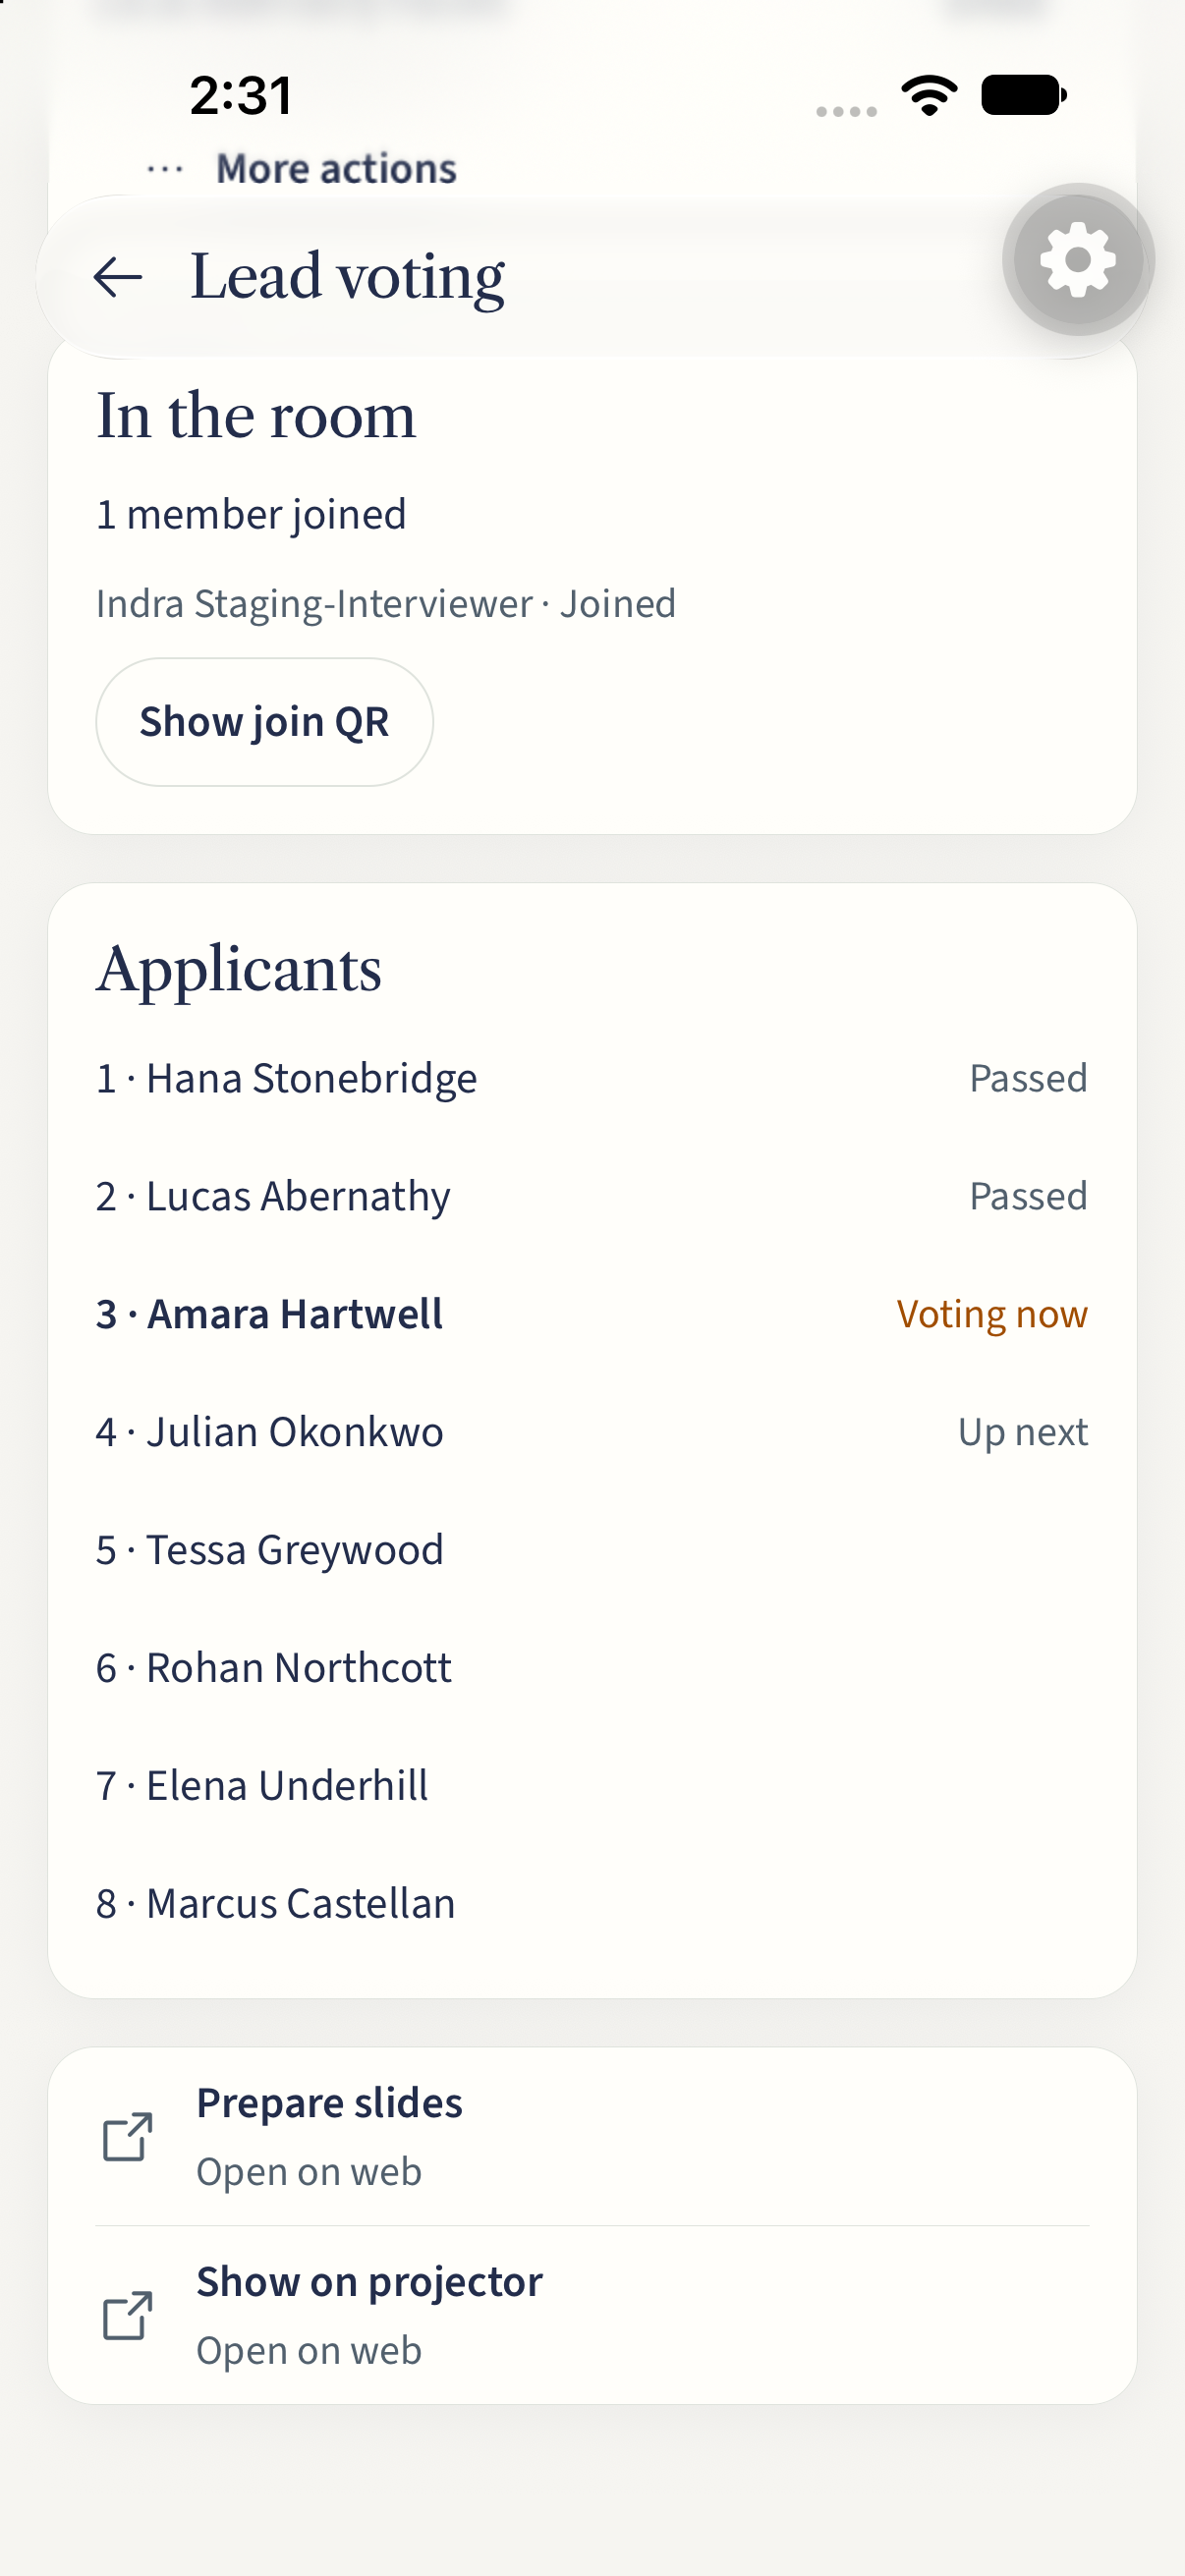 2:31
··· More actions
Lead voting
In the room
1 member joined
Indra Staging-Interviewer · Joined
Show join QR
Applicants
1 · Hana Stonebridge Passed
2 · Lucas Abernathy Passed
3 · Amara Hartwell Voting now
4 · Julian Okonkwo Up next
5 · Tessa Greywood
6 · Rohan Northcott
7 · Elena Underhill
8 · Marcus Castellan
Prepare slides
Open on web
Show on projector
Open on web